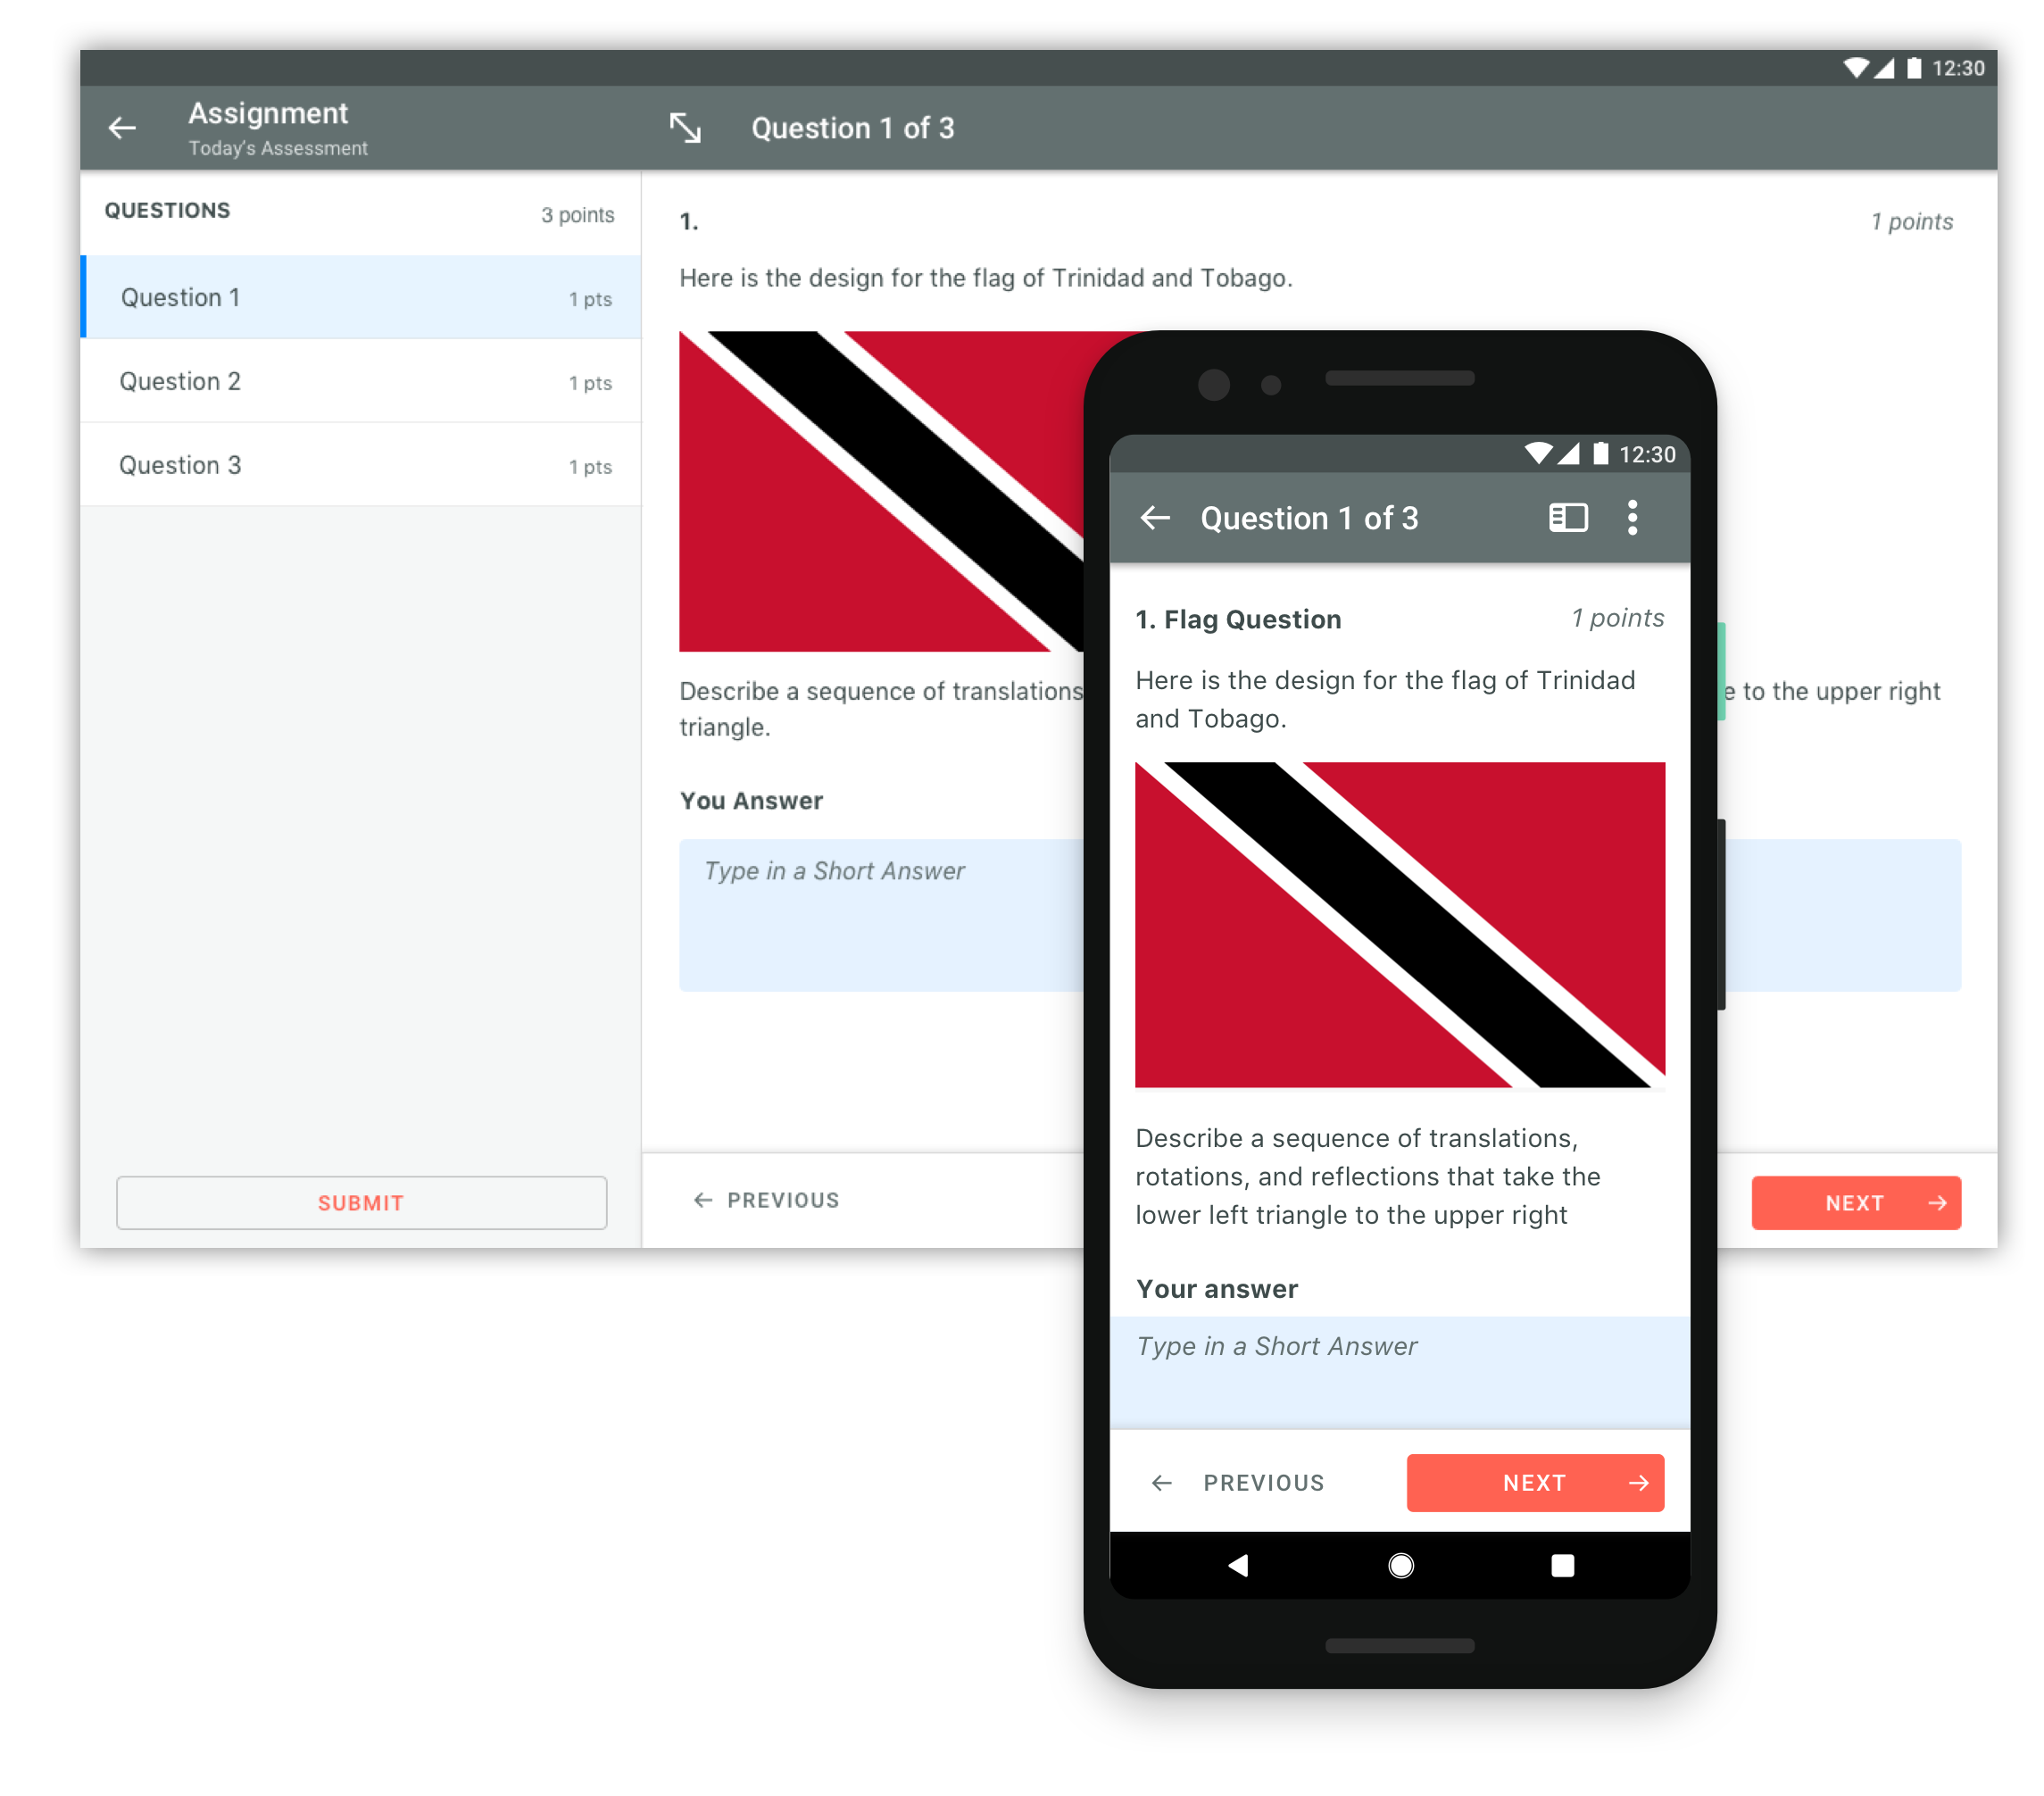 12:30
Assignment
Today's Assessment
Question 1 of 3
QUESTIONS
3 points
Question 1
1 pts
Question 2
1 pts
Question 3
1 pts
SUBMIT
1.
1 points
Here is the design for the flag of Trinidad and Tobago.
Describe a sequence of translations
e to the upper right
triangle.
You Answer
Type in a Short Answer
PREVIOUS
NEXT
12:30
Question 1 of 3
1. Flag Question
1 points
Here is the design for the flag of Trinidad
and Tobago.
Describe a sequence of translations,
rotations, and reflections that take the
lower left triangle to the upper right
Your answer
Type in a Short Answer
PREVIOUS
NEXT